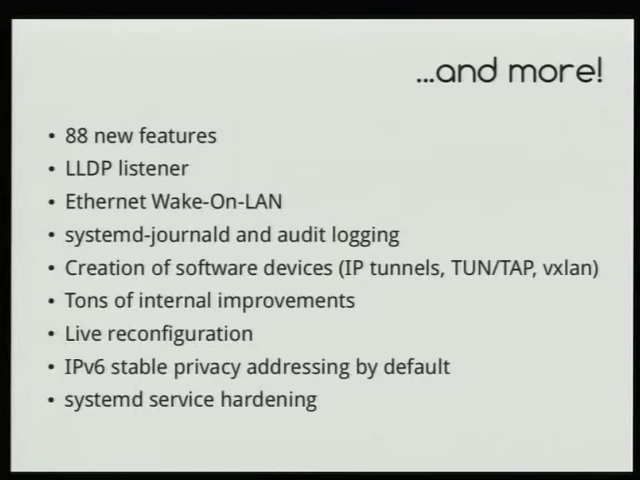 ...and more!
• 88 new features
• LLDP listener
• Ethernet Wake-On-LAN
• systemd-journald and audit logging
• Creation of software devices (IP tunnels, TUN/TAP, vxlan)
• Tons of internal improvements
• Live reconfiguration
• IPv6 stable privacy addressing by default
• systemd service hardening